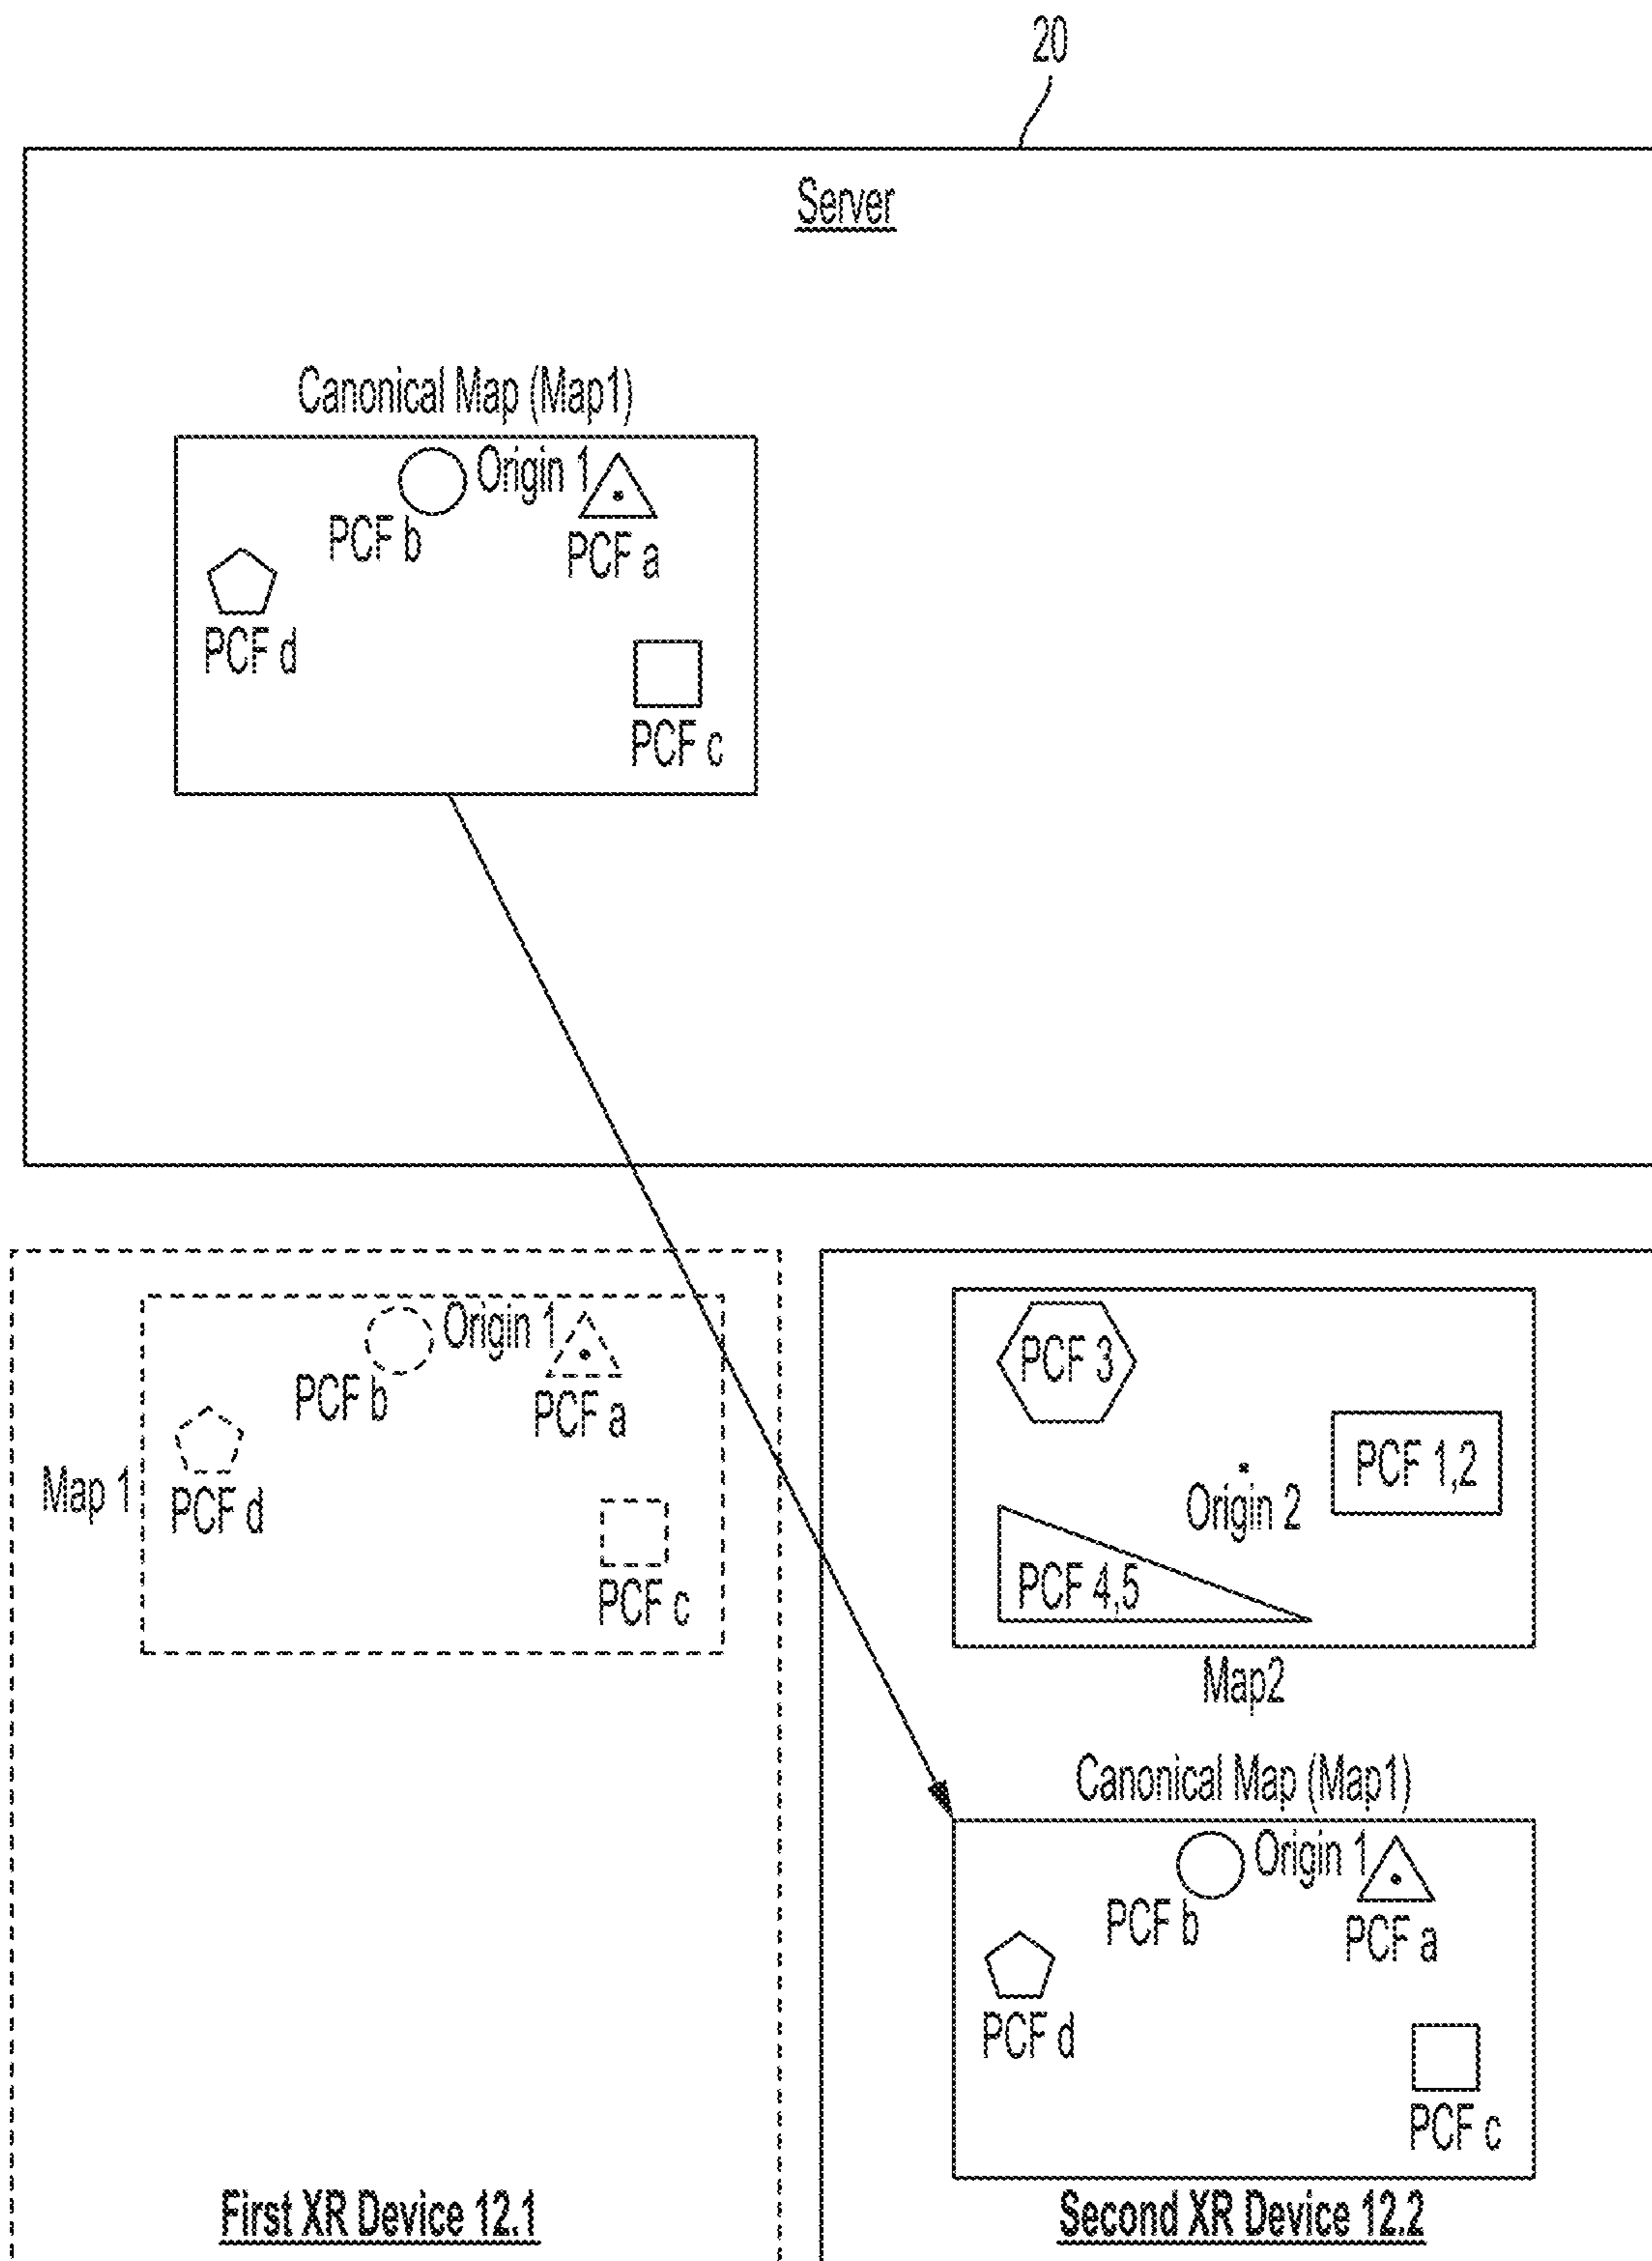 20
Server
Canonical Map (Map1)
Origin 1
PCF b
PCF a
PCF d
PCF c
Origin 1
PCF b
PCF a
Map 1
PCF d
PCF c
First XR Device 12.1
PCF 3
PCF 1,2
Origin 2
PCF 4,5
Map2
Canonical Map (Map1)
Origin 1
PCF b
PCF a
PCF d
PCF c
Second XR Device 12.2